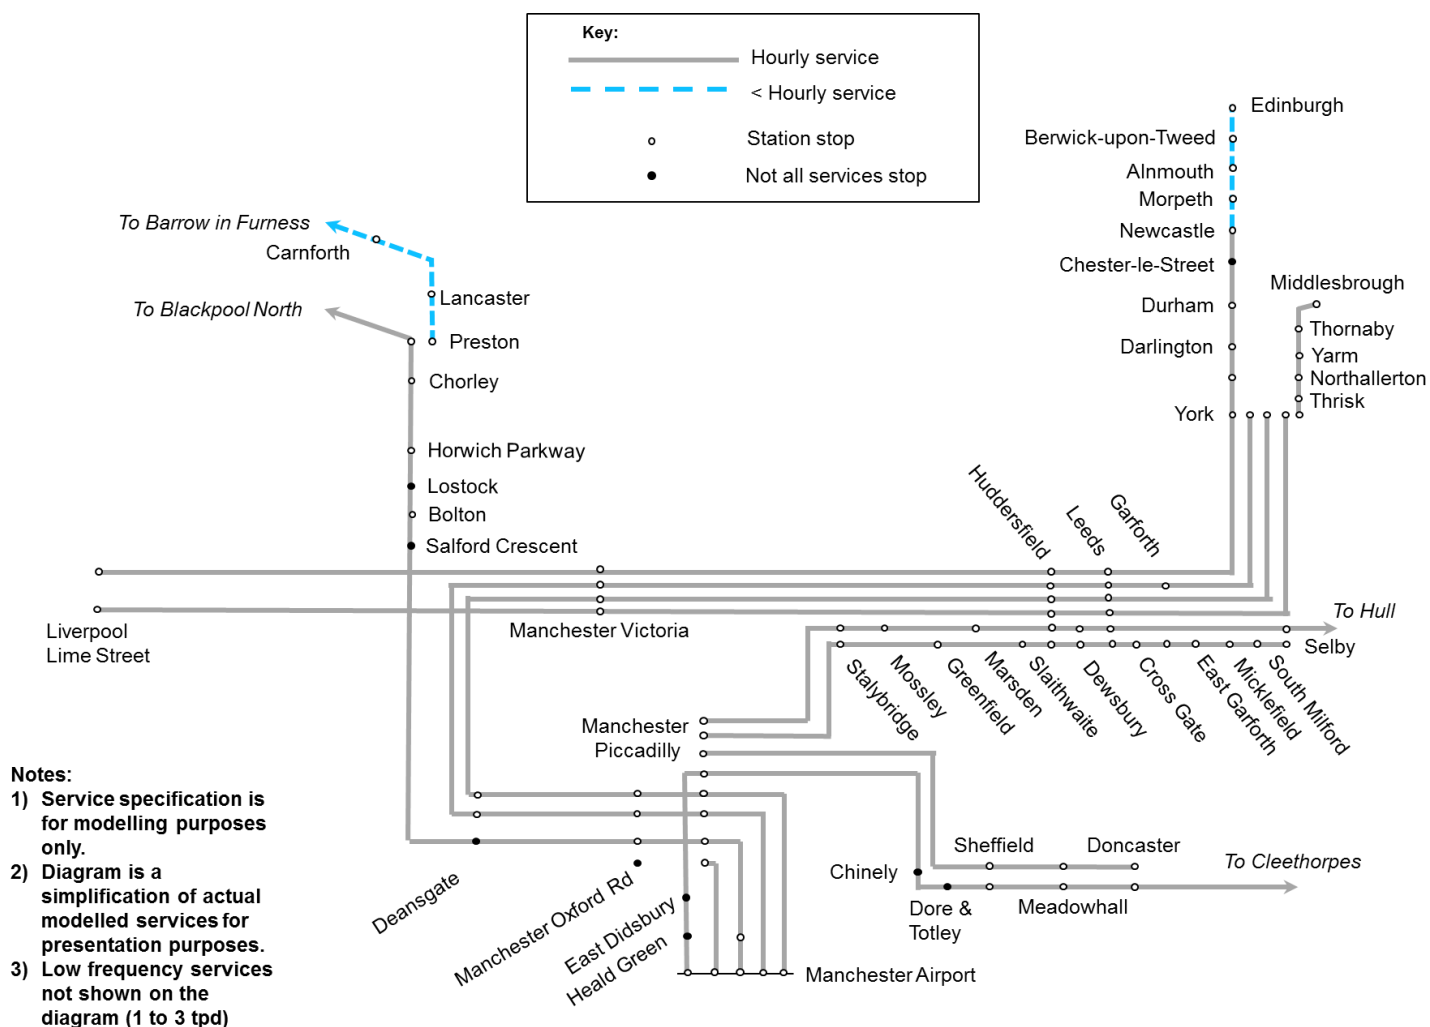 Key:
Hourly service
< Hourly service
Station stop
Not all services stop
Edinburgh
Berwick-upon-Tweed
Alnmouth
Morpeth
Newcastle
Chester-le-Street
Durham
Darlington
York
Middlesbrough
Thornaby
Yarm
Northallerton
Thrisk
To Barrow in Furness
Carnforth
Lancaster
To Blackpool North
Preston
Chorley
Horwich Parkway
Lostock
Bolton
Salford Crescent
Huddersfield
Leeds
Garforth
Liverpool
Lime Street
Manchester Victoria
To Hull
Selby
Stalybridge
Mossley
Greenfield
Marsden
Slaithwaite
Dewsbury
Cross Gate
East Garforth
Micklefield
South Milford
Manchester
Piccadilly
Sheffield
Doncaster
To Cleethorpes
Chinely
Dore &
Totley
Meadowhall
Deansgate
Manchester Oxford Rd
East Didsbury
Heald Green
Manchester Airport
Notes:
1) Service specification is
for modelling purposes
only.
2) Diagram is a
simplification of actual
modelled services for
presentation purposes.
3) Low frequency services
not shown on the
diagram (1 to 3 tpd)